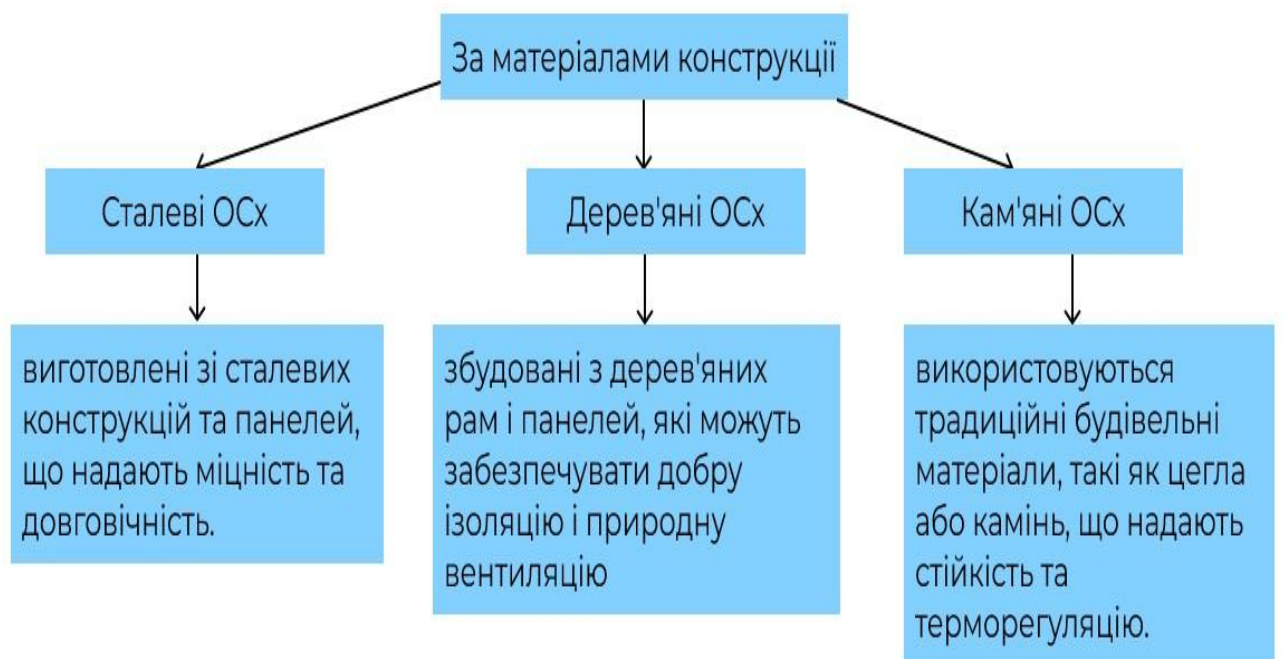 За матеріалами конструкції
Сталеві ОСх
Дерев'яні ОСх
Кам'яні ОСх
виготовлені зі сталевих
конструкцій та панелей,
що надають міцність та
довговічність.
збудовані з дерев'яних
рам і панелей, які можуть
забезпечувати добру
ізоляцію і природну
вентиляцію
використовуються
традиційні будівельні
матеріали, такі як цегла
або камінь, що надають
стійкість та
терморегуляцію.